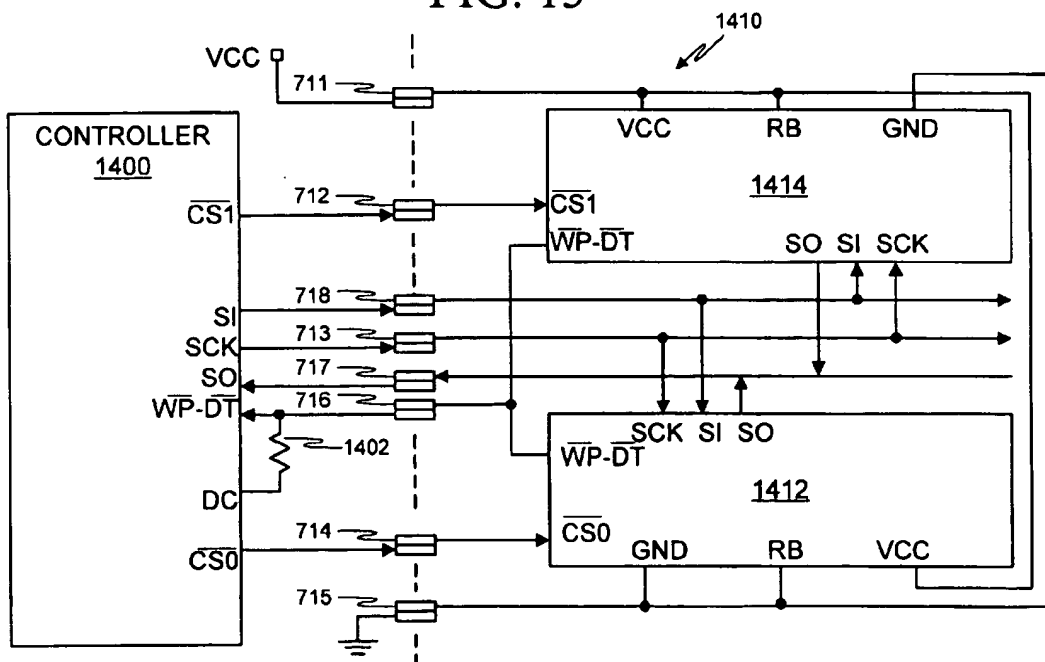 FIG. 13
1410
VCC
711
VCC RB GND
CONTROLLER
1400
1414
712
CS1
CS1
WP-DT
SO SI SCK
718
SI
713
SCK
717
SO
716
WP-DT
SCK SI SO
1402
WP-DT
DC
1412
714
CS0
CS0
GND RB VCC
715